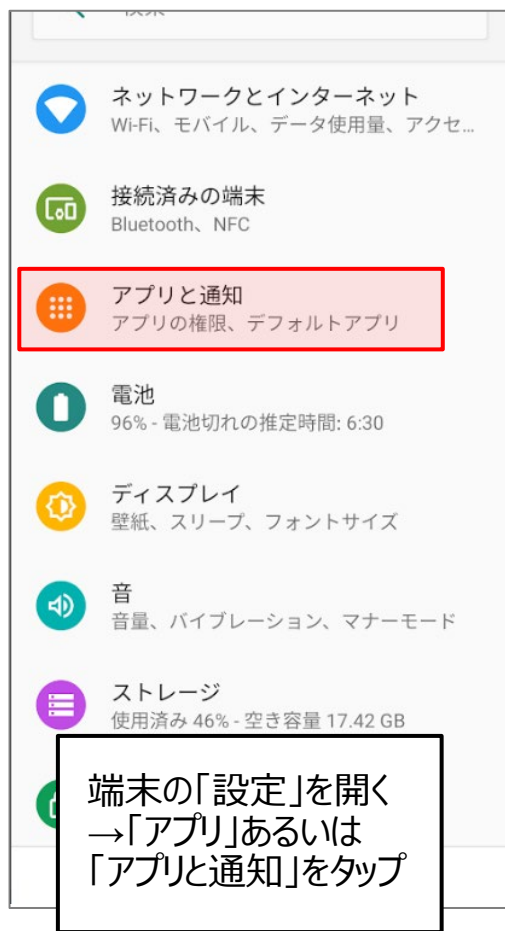 ネットワークとインターネット
Wi-Fi、モバイル、データ使用量、アクセ...
接続済みの端末
Bluetooth、NFC
アプリと通知
アプリの権限、デフォルトアプリ
電池
96% - 電池切れの推定時間: 6:30
ディスプレイ
壁紙、スリープ、フォントサイズ
音
音量、バイブレーション、マナーモード
ストレージ
使用済み 46% - 空き容量 17.42 GB
端末の「設定」を開く
→「アプリ」あるいは
「アプリと通知」をタップ